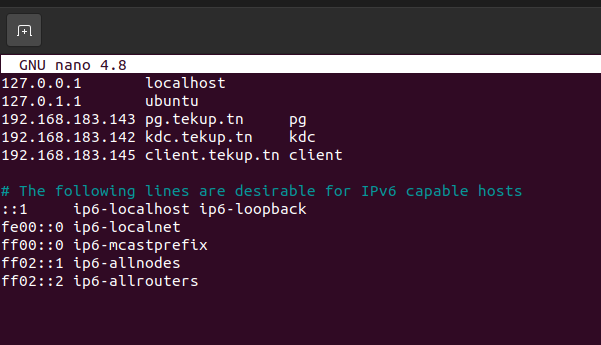 GNU nano 4.8
127.0.0.1 localhost
127.0.1.1 ubuntu
192.168.183.143 pg.tekup.tn pg
192.168.183.142 kdc.tekup.tn kdc
192.168.183.145 client.tekup.tn client
# The following lines are desirable for IPv6 capable hosts
::1 ip6-localhost ip6-loopback
fe00::0 ip6-localnet
ff00::0 ip6-mcastprefix
ff02::1 ip6-allnodes
ff02::2 ip6-allrouters